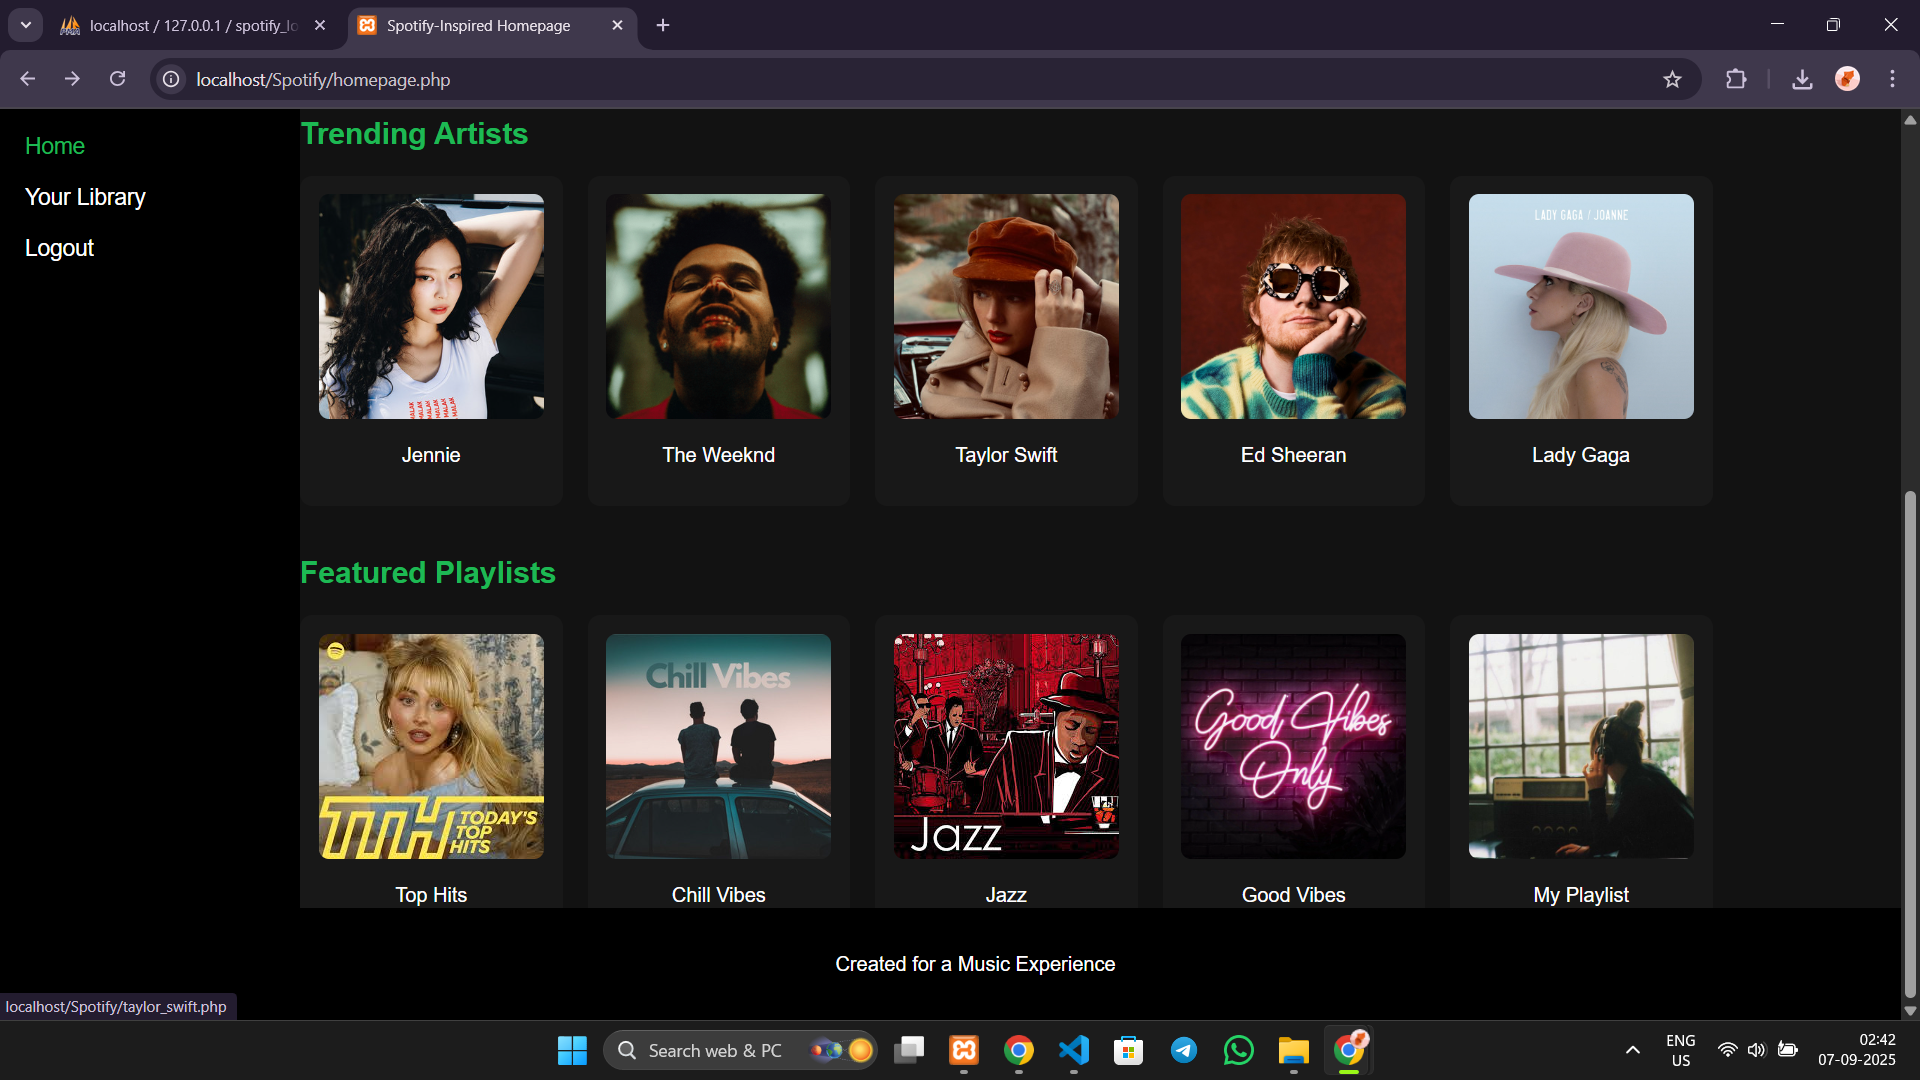 localhost / 127.0.0.1 / spotify_lo
Spotify-Inspired Homepage
localhost/Spotify/homepage.php
Home
Your Library
Logout
Trending Artists
LADY GAGA / JOANNE
Jennie
The Weeknd
Taylor Swift
Ed Sheeran
Lady Gaga
Featured Playlists
TTH TODAY'S
TOP
HITS
Chill Vibes
Jazz
Good Vibes
Only
Top Hits
Chill Vibes
Jazz
Good Vibes
My Playlist
Created for a Music Experience
localhost/Spotify/taylor_swift.php
Search web & PC
ENG
US
02:42
07-09-2025